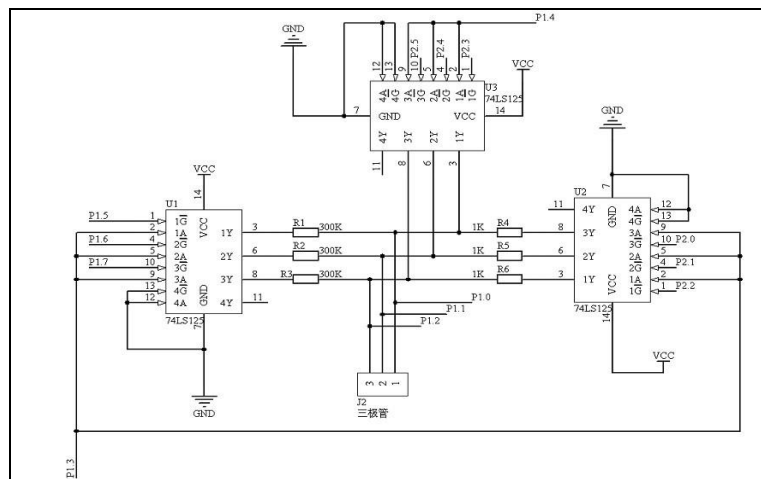 P1.4
GND
P2.5
P2.4
P2.3
12 13 9 10 5 4 2 1
U3
VCC
4A 4G 3A 3G 2A 2G 1A 1G
74LS125
7 GND VCC 14
4Y 3Y 2Y 1Y
11 8 6 3
GND
VCC
14
U1
P1.5 1 1G
2 1A VCC 1Y 3 R1 300K
P1.6 4 2G
5 2A 2Y 6 R2 300K
P1.7 10 3G
9 3A 3Y 8 R3 300K
13 4G GND
12 4A 4Y 11
74LS125
7
GND
7
U2
11 4Y GND 4A 12
4G 13
1K R4 8 3Y 3A 9
3G 10 P2.0
1K R5 6 2Y 2A 5
2G 4 P2.1
1K R6 3 1Y VCC 1A 2
1G 1 P2.2
74LS125
14
VCC
P1.0
P1.1
P1.2
3 2 1
J2
三极管
P1.3